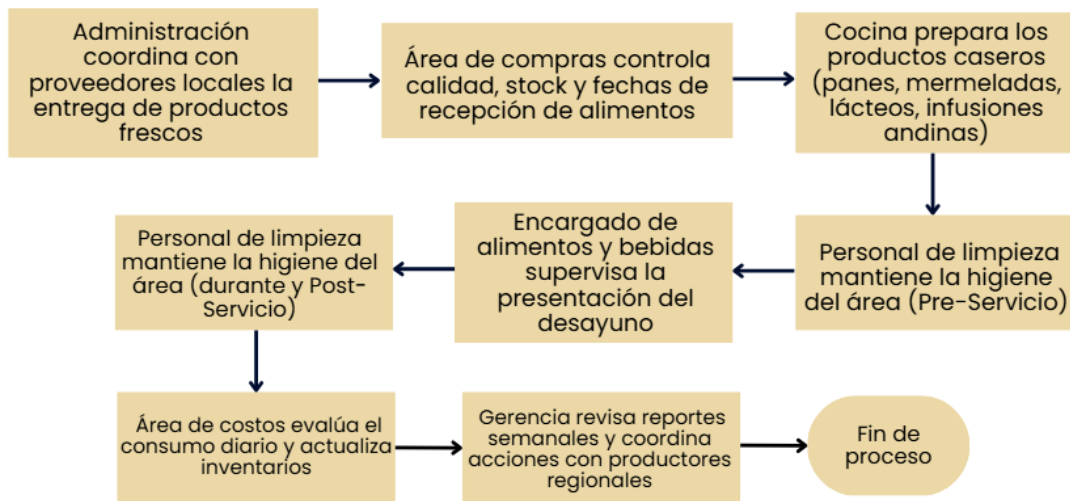 Administración
coordina con
proveedores locales la
entrega de productos
frescos
Área de compras controla
calidad, stock y fechas de
recepción de alimentos
Cocina prepara los
productos caseros
(panes, mermeladas,
lácteos, infusiones
andinas)
Personal de limpieza
mantiene la higiene
del área (Pre-Servicio)
Encargado de
alimentos y bebidas
supervisa la
presentación del
desayuno
Personal de limpieza
mantiene la higiene del
área (durante y Post-
Servicio)
Área de costos evalúa el
consumo diario y actualiza
inventarios
Gerencia revisa reportes
semanales y coordina
acciones con productores
regionales
Fin de
proceso